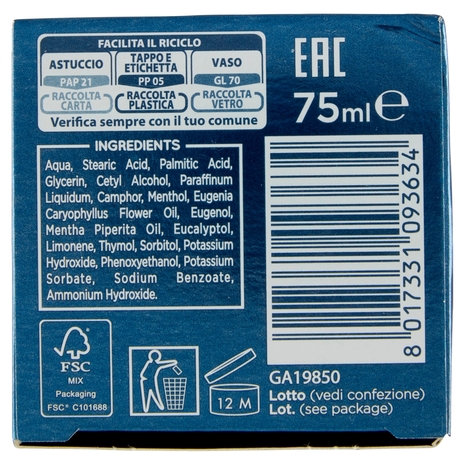 FACILITA IL RICICLO
ASTUCCIO
TAPPO E ETICHETTA
VASO
PAP 21
PP 05
GL 70
RACCOLTA CARTA
RACCOLTA PLASTICA
RACCOLTA VETRO
Verifica sempre con il tuo comune
EAC
75ml e
INGREDIENTS
Aqua, Stearic Acid, Palmitic Acid,
Glycerin, Cetyl Alcohol, Paraffinum
Liquidum, Camphor, Menthol, Eugenia
Caryophyllus Flower Oil, Eugenol,
Mentha Piperita Oil, Eucalyptol,
Limonene, Thymol, Sorbitol, Potassium
Hydroxide, Phenoxyethanol, Potassium
Sorbate, Sodium Benzoate,
Ammonium Hydroxide.
8 017331 093634
FSC
MIX
Packaging
FSC® C101688
12 M
GA19850
Lotto (vedi confezione)
Lot. (see package)